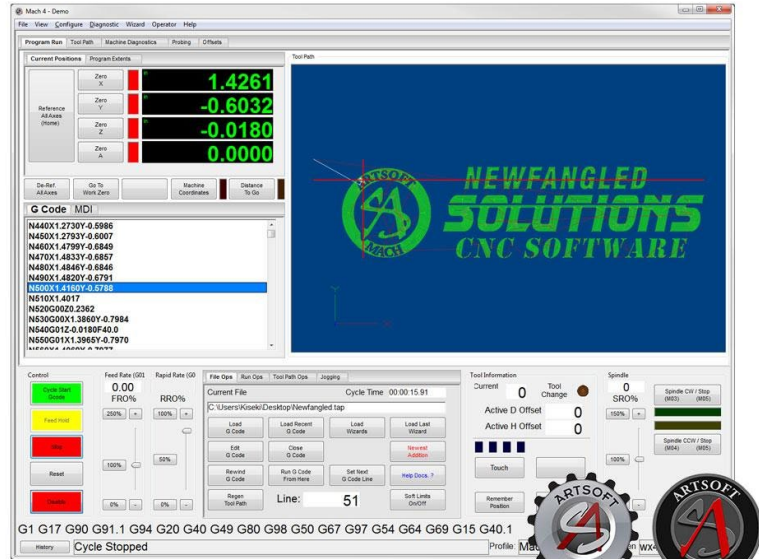 Mach 4 - Demo
File View Configure Diagnostic Wizard Operator Help
Program Run Tool Path Machine Diagnostics Probing Offsets
Current Positions Program Extents
Tool Path
Reference All Axes (Home)
Zero X
1.4261
Zero Y
-0.6032
Zero Z
-0.0180
Zero A
0.0000
De-Ref. All Axes
Go To Work Zero
Machine Coordinates
Distance To Go
G Code MDI
N440X1.2730Y-0.5986
N450X1.2793Y-0.6007
N460X1.4799Y-0.6849
N470X1.4833Y-0.6857
N480X1.4846Y-0.6846
N490X1.4820Y-0.6791
N500X1.4160Y-0.5788
N510X1.4017
N520G00Z0.2362
N530G00X1.3860Y-0.7984
N540G01Z-0.0180F40.0
N550G01X1.3965Y-0.7970
ARTSOFT
MACH
NEWFANGLED
SOLUTIONS
CNC SOFTWARE
Y
X
Control
Cycle Start Gcode
Feed Hold
Stop
Reset
Disable
Feed Rate (G01
0.00
FRO%
250% +
100%
0% -
Rapid Rate (G0
RRO%
100% +
50%
0% -
File Ops Run Ops Tool Path Ops Jogging
Current File
Cycle Time 00:00:15.91
C:\Users\Kiseki\Desktop\Newfangled.tap
Load G Code
Load Recent G Code
Load Wizards
Load Last Wizard
Edit G Code
Close G Code
Newest Addition
Rewind G Code
Run G Code From Here
Set Next G Code Line
Help Docs. ?
Regen Tool Path
Line: 51
Soft Limits On/Off
Tool Information
Current 0 Tool Change
Active D Offset 0
Active H Offset 0
Touch
Remember Position
Spindle
0
SRO%
150% +
100%
Spindle CW / Stop
(M03) (M05)
Spindle CCW / Stop
(M04) (M05)
G1 G17 G90 G91.1 G94 G20 G40 G49 G80 G98 G50 G67 G97 G54 G64 G69 G15 G40.1
History
Cycle Stopped
Profile:
ARTSOFT
ARTSOFT